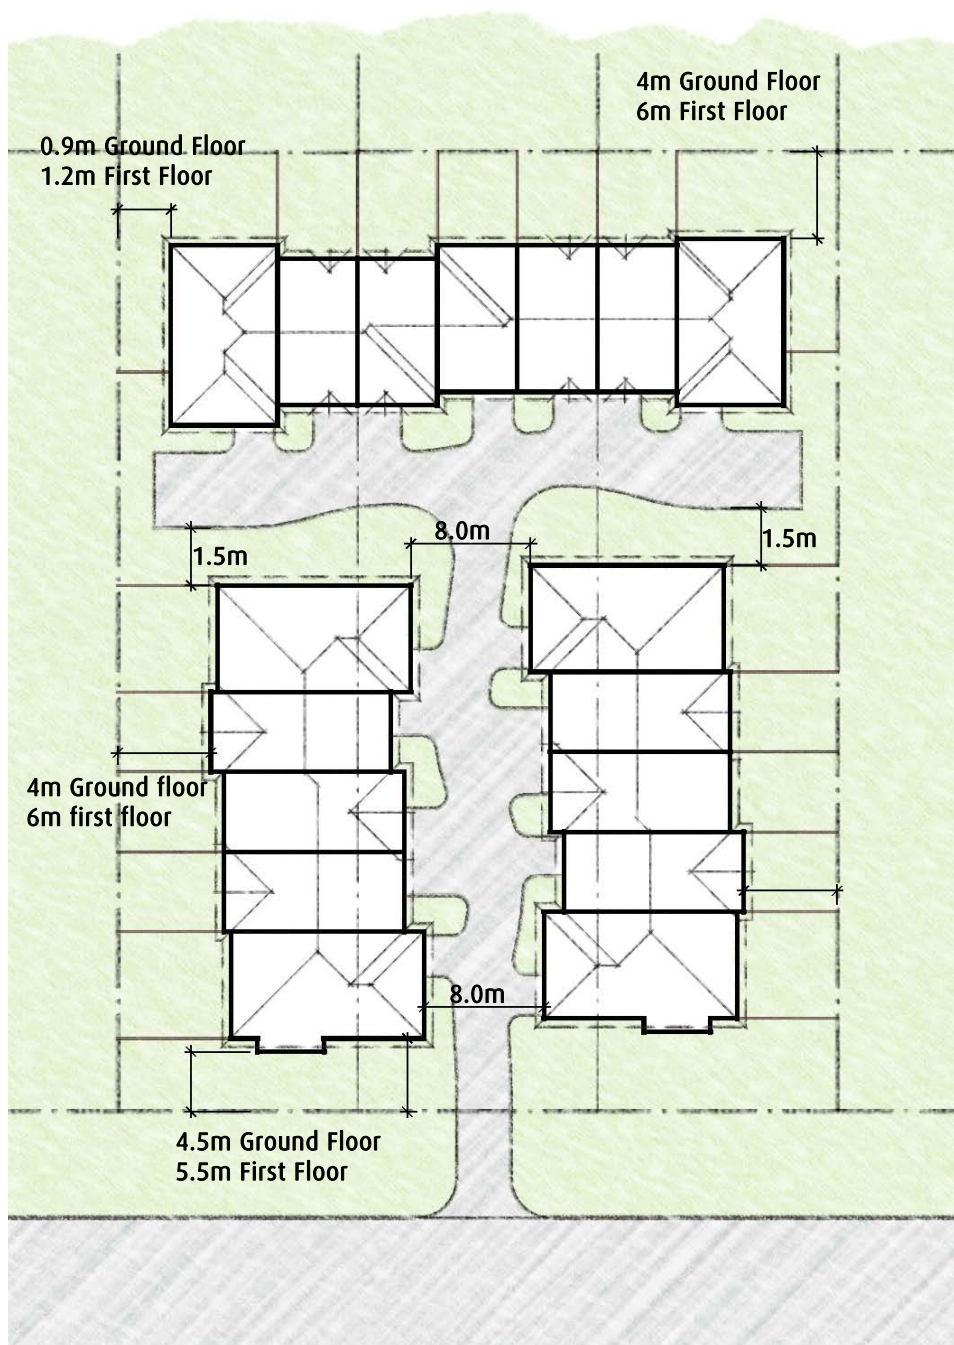 4m Ground Floor
6m First Floor
0.9m Ground Floor
1.2m First Floor
8.0m
1.5m
1.5m
4m Ground floor
6m first floor
8.0m
4.5m Ground Floor
5.5m First Floor